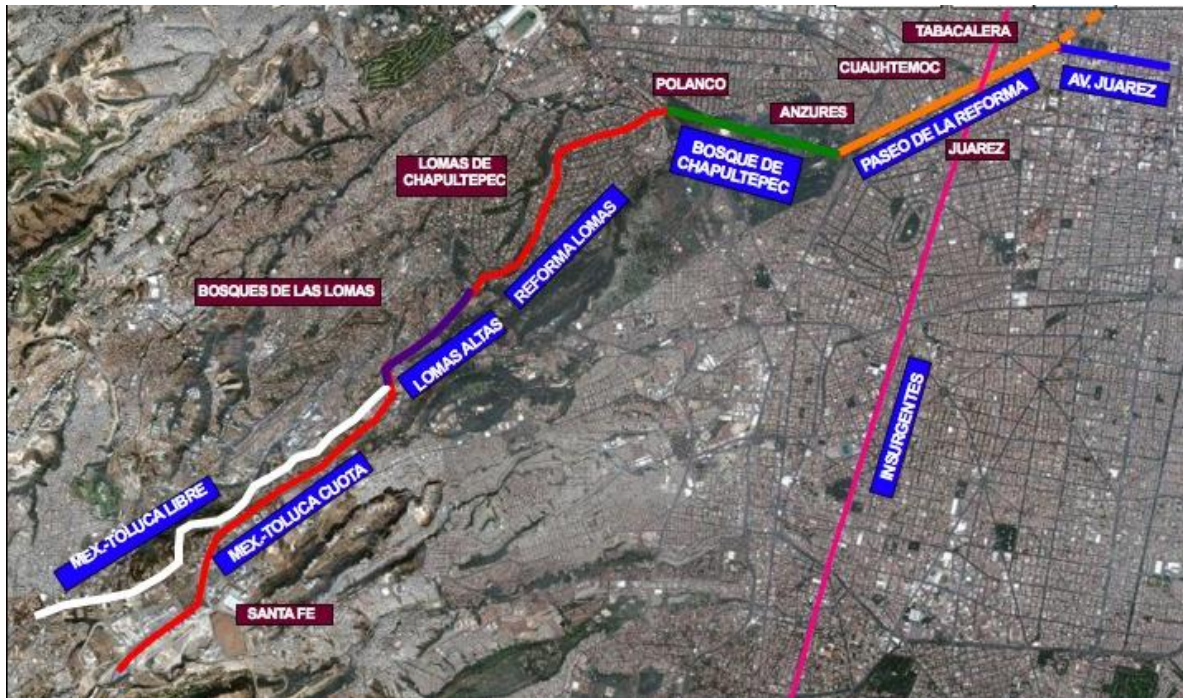 TABACALERA
CUAUHTEMOC
AV. JUAREZ
POLANCO
ANZURES
PASEO DE LA REFORMA
BOSQUE DE
CHAPULTEPEC
JUAREZ
LOMAS DE
CHAPULTEPEC
REFORMA LOMAS
BOSQUES DE LAS LOMAS
LOMAS ALTAS
INSURGENTES
MEX.-TOLUCA LIBRE
MEX.-TOLUCA CUOTA
SANTA FE